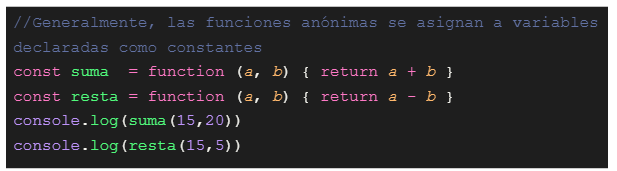 //Generalmente, las funciones anónimas se asignan a variables
declaradas como constantes
const suma  = function (a, b) { return a + b }
const resta = function (a, b) { return a - b }
console.log(suma(15,20))
console.log(resta(15,5))